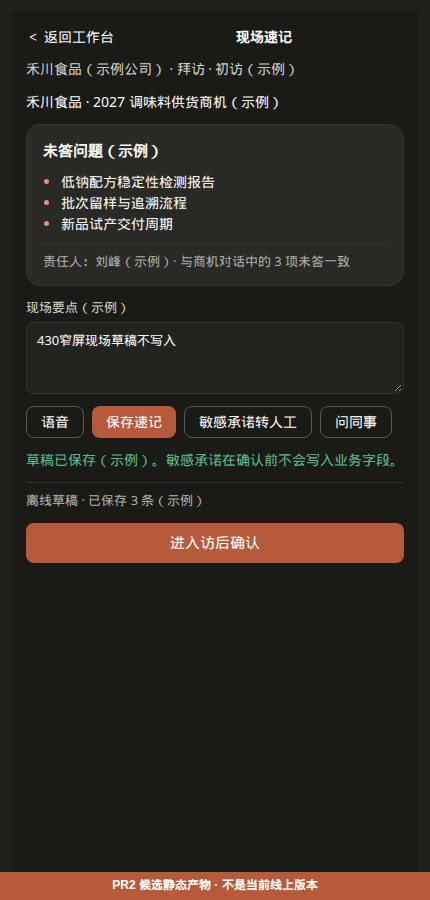 < 返回工作台 现场速记
禾川食品（示例公司）· 拜访 · 初访（示例）
禾川食品 · 2027 调味料供货商机（示例）
未答问题（示例）
• 低钠配方稳定性检测报告
• 批次留样与追溯流程
• 新品试产交付周期
责任人：刘峰（示例）· 与商机对话中的 3 项未答一致
现场要点（示例）
430窄屏现场草稿不写入
语音 保存速记 敏感承诺转人工 问同事
草稿已保存（示例）。敏感承诺在确认前不会写入业务字段。
离线草稿 · 已保存 3 条（示例）
进入访后确认
PR2 候选静态产物 · 不是当前线上版本